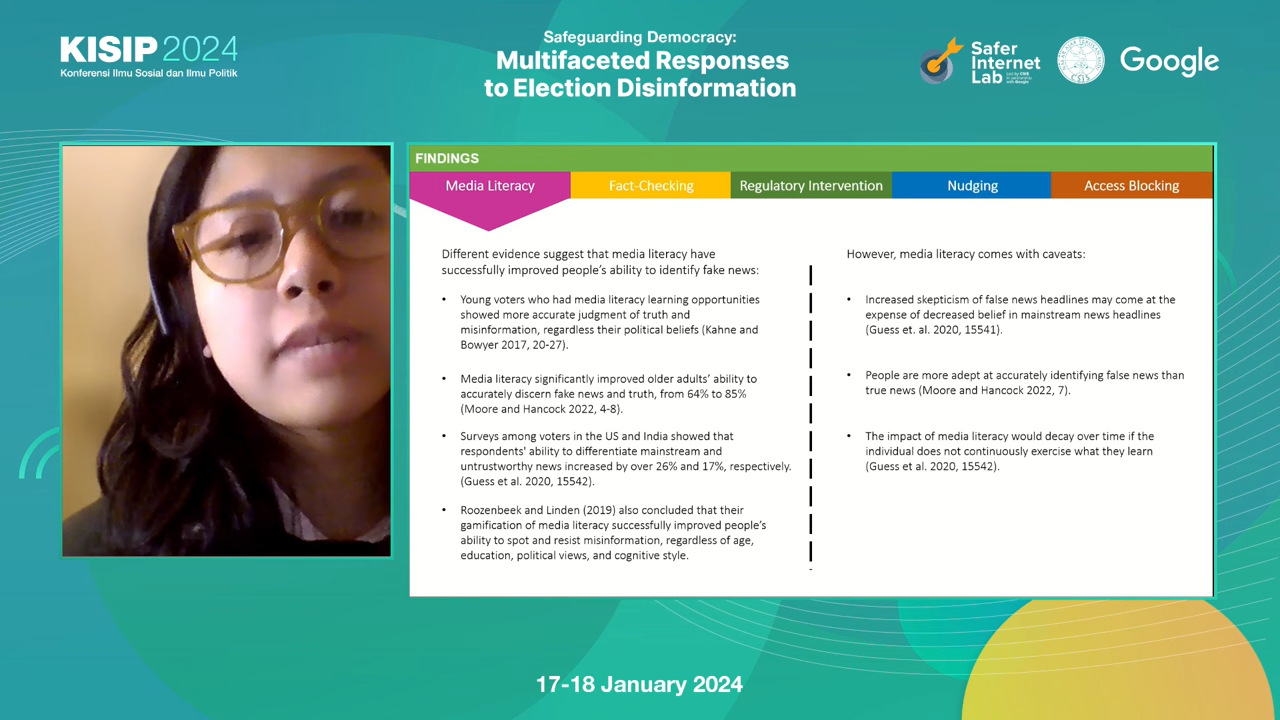 KISIP 2024
Konferensi Ilmu Sosial dan Ilmu Politik
Safeguarding Democracy:
Multifaceted Responses
to Election Disinformation
Safer
Internet
Lab
CSIS
Google
FINDINGS
Media Literacy
Fact-Checking
Regulatory Intervention
Nudging
Access Blocking
Different evidence suggest that media literacy have
successfully improved people's ability to identify fake news:
• Young voters who had media literacy learning opportunities
showed more accurate judgment of truth and
misinformation, regardless their political beliefs (Kahne and
Bowyer 2017, 20-27).
• Media literacy significantly improved older adults' ability to
accurately discern fake news and truth, from 64% to 85%
(Moore and Hancock 2022, 4-8).
• Surveys among voters in the US and India showed that
respondents' ability to differentiate mainstream and
untrustworthy news increased by over 26% and 17%, respectively.
(Guess et al. 2020, 15542).
• Roozenbeek and Linden (2019) also concluded that their
gamification of media literacy successfully improved people's
ability to spot and resist misinformation, regardless of age,
education, political views, and cognitive style.
However, media literacy comes with caveats:
• Increased skepticism of false news headlines may come at the
expense of decreased belief in mainstream news headlines
(Guess et. al. 2020, 15541).
• People are more adept at accurately identifying false news than
true news (Moore and Hancock 2022, 7).
• The impact of media literacy would decay over time if the
individual does not continuously exercise what they learn
(Guess et al. 2020, 15542).
17-18 January 2024